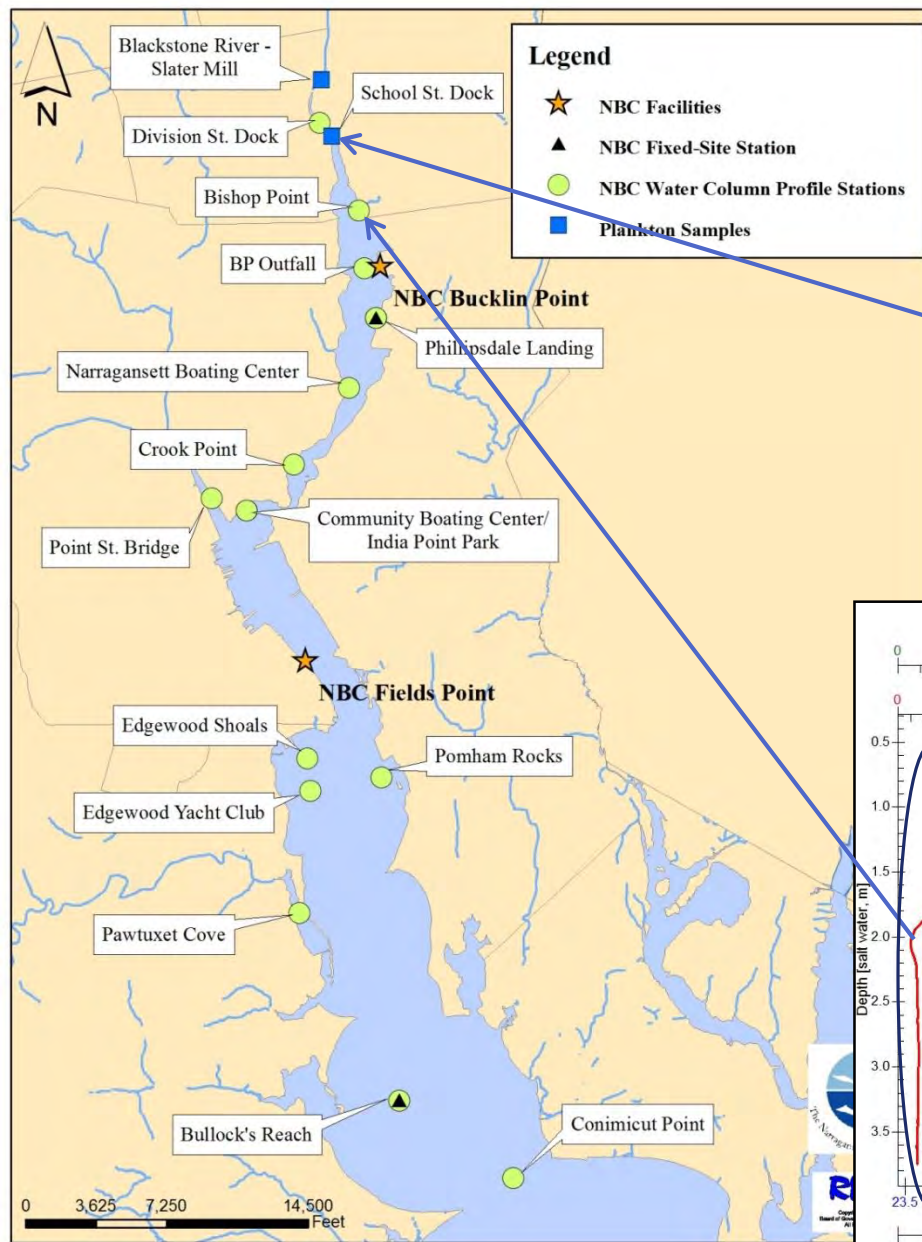 Blackstone River -
Slater Mill
School St. Dock
N
Division St. Dock
Bishop Point
BP Outfall
NBC Bucklin Point
Phillipsdale Landing
Narragansett Boating Center
Crook Point
Community Boating Center/
India Point Park
Point St. Bridge
NBC Fields Point
Edgewood Shoals
Pomham Rocks
Edgewood Yacht Club
Pawtuxet Cove
Bullock's Reach
Conimicut Point
0 3,625 7,250 14,500
Feet
Legend
NBC Facilities
NBC Fixed-Site Station
NBC Water Column Profile Stations
Plankton Samples
0
0
0.5
1.0
1.5
2.0
2.5
3.0
3.5
Depth [salt water, m]
23.5
The Narragans